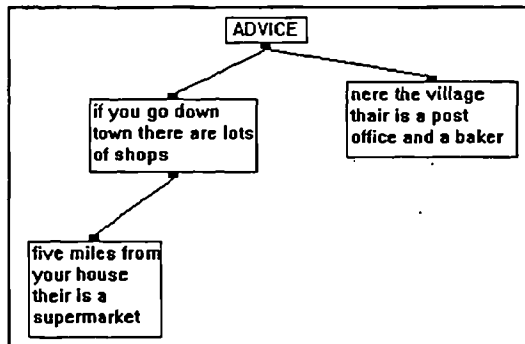 ADVICE
if you go down
town there are lots
of shops
nere the village
thair is a post
office and a baker
five miles from
your house
their is a
supermarket